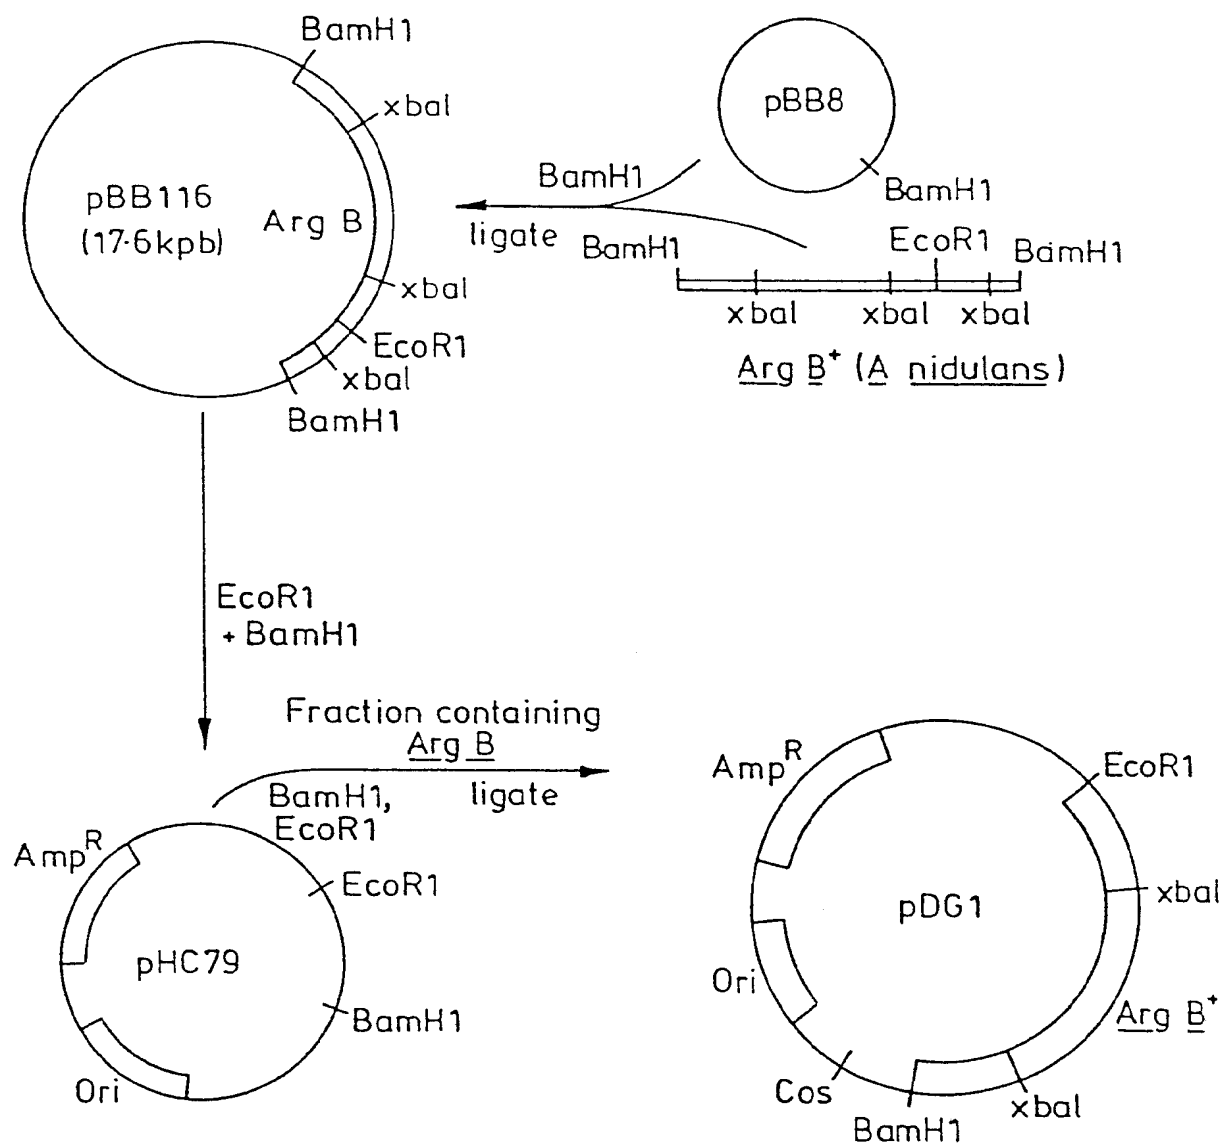 BamH1
xbal
pBB8
pBB116
(17·6kpb)
Arg B
BamH1
BamH1
ligate
BamH1
EcoR1
BamH1
xbal
xbal
xbal
xbal
EcoR1
xbal
BamH1
Arg B+ (A nidulans)
EcoR1
+ BamH1
Fraction containing
Arg B
BamH1,
EcoR1
ligate
AmpR
EcoR1
pHC79
BamH1
Ori
AmpR
EcoR1
xbal
pDG1
Ori
Arg B+
Cos
BamH1
xbal